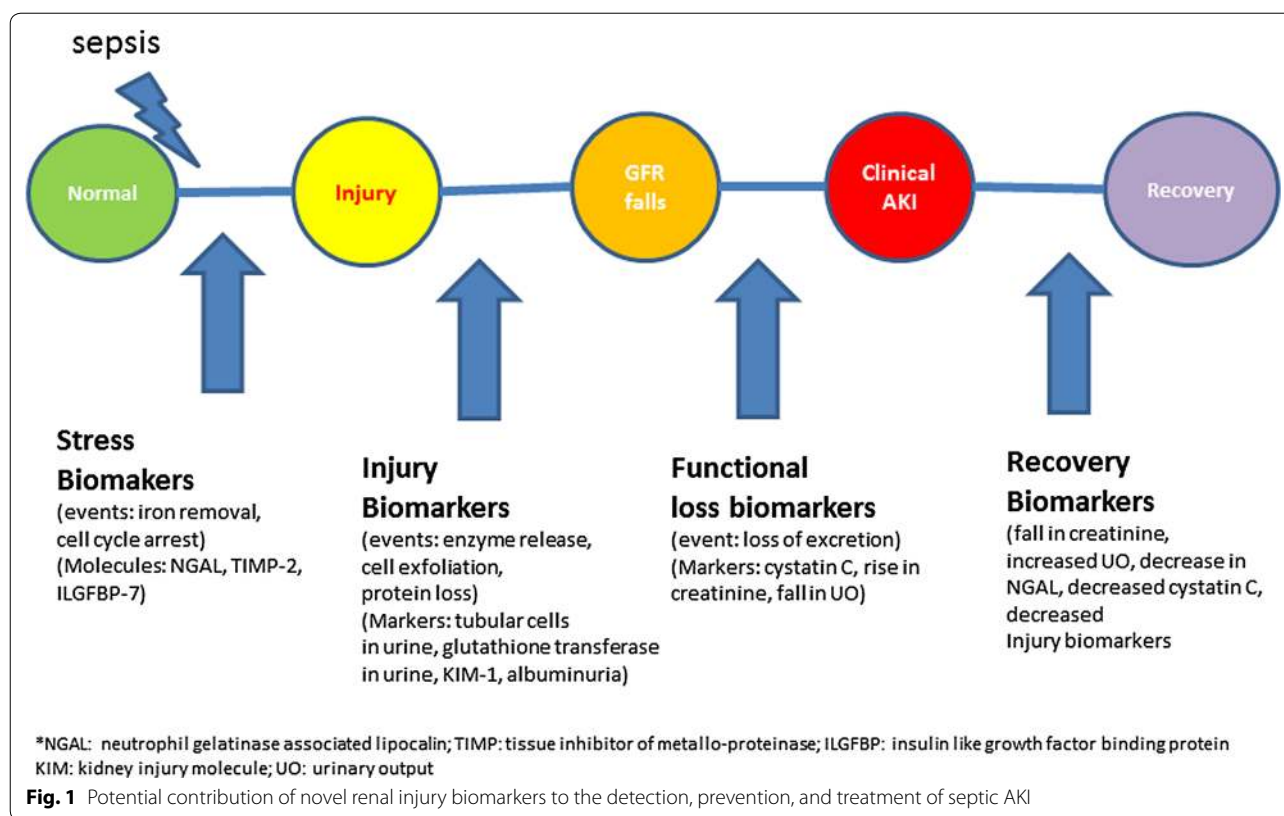 sepsis
Normal
Injury
GFR
falls
Clinical
AKI
Recovery
Stress
Biomakers
(events: iron removal,
cell cycle arrest)
(Molecules: NGAL, TIMP-2,
ILGFBP-7)
Injury
Biomarkers
(events: enzyme release,
cell exfoliation,
protein loss)
(Markers: tubular cells
in urine, glutathione transferase
in urine, KIM-1, albuminuria)
Functional
loss biomarkers
(event: loss of excretion)
(Markers: cystatin C, rise in
creatinine, fall in UO)
Recovery
Biomarkers
(fall in creatinine,
increased UO, decrease in
NGAL, decreased cystatin C,
decreased
Injury biomarkers
*NGAL: neutrophil gelatinase associated lipocalin; TIMP: tissue inhibitor of metallo-proteinase; ILGFBP: insulin like growth factor binding protein
KIM: kidney injury molecule; UO: urinary output
Fig. 1 Potential contribution of novel renal injury biomarkers to the detection, prevention, and treatment of septic AKI